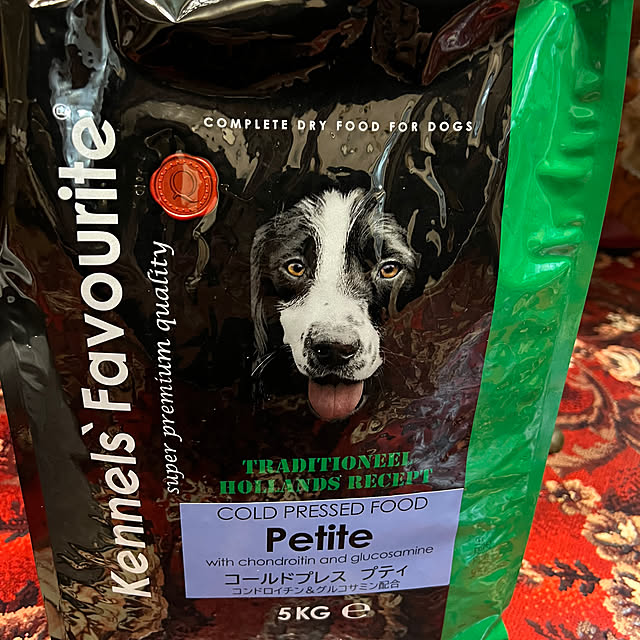 COMPLETE DRY FOOD FOR DOGS
Kennels` Favourite®
super premium quality
TRADITIONEEL
HOLLANDS RECEPT
COLD PRESSED FOOD
Petite
with chondroitin and glucosamine
コールドプレス プティ
コンドロイチン＆グルコサミン配合
5KG ℮